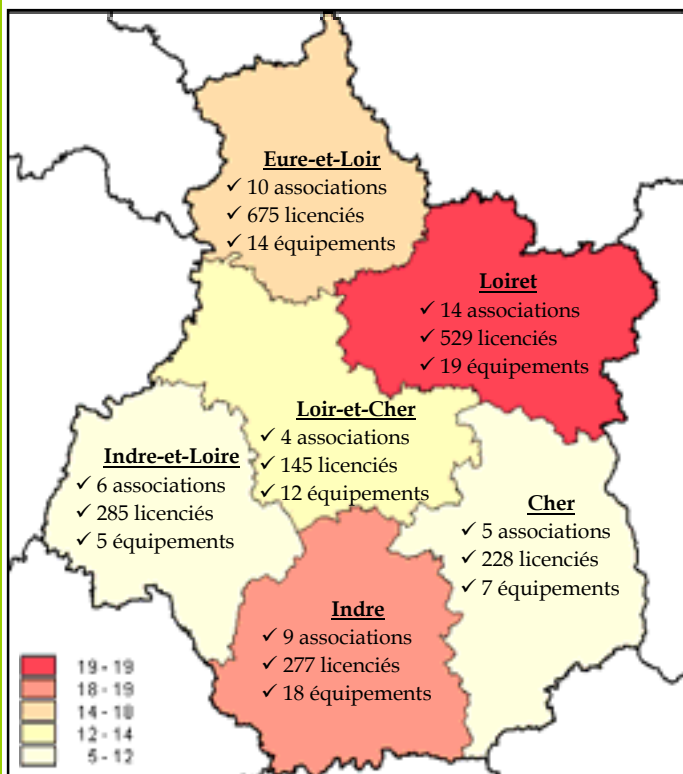 Eure-et-Loir
✓ 10 associations
✓ 675 licenciés
✓ 14 équipements
Loiret
✓ 14 associations
✓ 529 licenciés
✓ 19 équipements
Loir-et-Cher
✓ 4 associations
✓ 145 licenciés
✓ 12 équipements
Indre-et-Loire
✓ 6 associations
✓ 285 licenciés
✓ 5 équipements
Cher
✓ 5 associations
✓ 228 licenciés
✓ 7 équipements
Indre
✓ 9 associations
✓ 277 licenciés
✓ 18 équipements
19 - 19
18 - 19
14 - 18
12 - 14
5 - 12